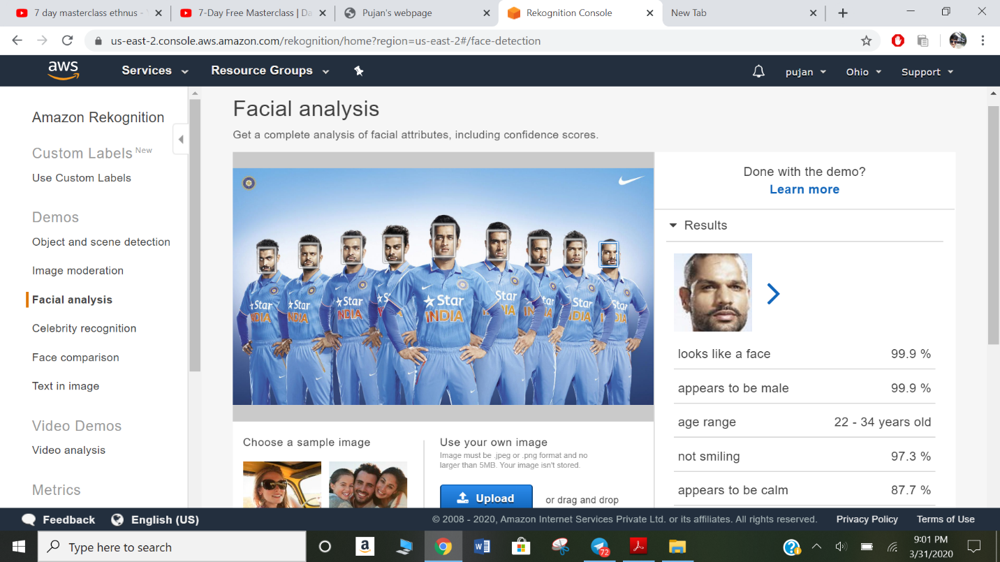 7 day masterclass ethnus -
7-Day Free Masterclass | Da
Pujan's webpage
Rekognition Console
New Tab
us-east-2.console.aws.amazon.com/rekognition/home?region=us-east-2#/face-detection
aws
Services
Resource Groups
pujan
Ohio
Support
Amazon Rekognition
Custom Labels New
Use Custom Labels
Demos
Object and scene detection
Image moderation
Facial analysis
Celebrity recognition
Face comparison
Text in image
Video Demos
Video analysis
Metrics
Facial analysis
Get a complete analysis of facial attributes, including confidence scores.
Star
INDIA
Star
INDIA
Star
INDIA
Star
INDIA
Star
INDIA
Star
INDIA
Star
Choose a sample image
Use your own image
Image must be .jpeg or .png format and no
larger than 5MB. Your image isn't stored.
Upload
or drag and drop
Done with the demo?
Learn more
Results
looks like a face 99.9 %
appears to be male 99.9 %
age range 22 - 34 years old
not smiling 97.3 %
appears to be calm 87.7 %
Feedback
English (US)
© 2008 - 2020, Amazon Internet Services Private Ltd. or its affiliates. All rights reserved.
Privacy Policy
Terms of Use
Type here to search
72
9:01 PM
3/31/2020